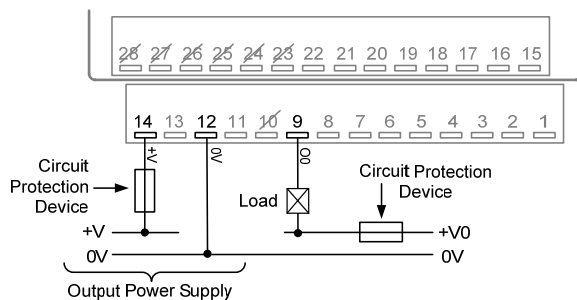 28 27 26 25 24 23 22 21 20 19 18 17 16 15
14 13 12 11 10 9 8 7 6 5 4 3 2 1
+V 0V O0
Circuit Protection Device
Circuit Protection
Device
Load
+V +V0
0V 0V
Output Power Supply